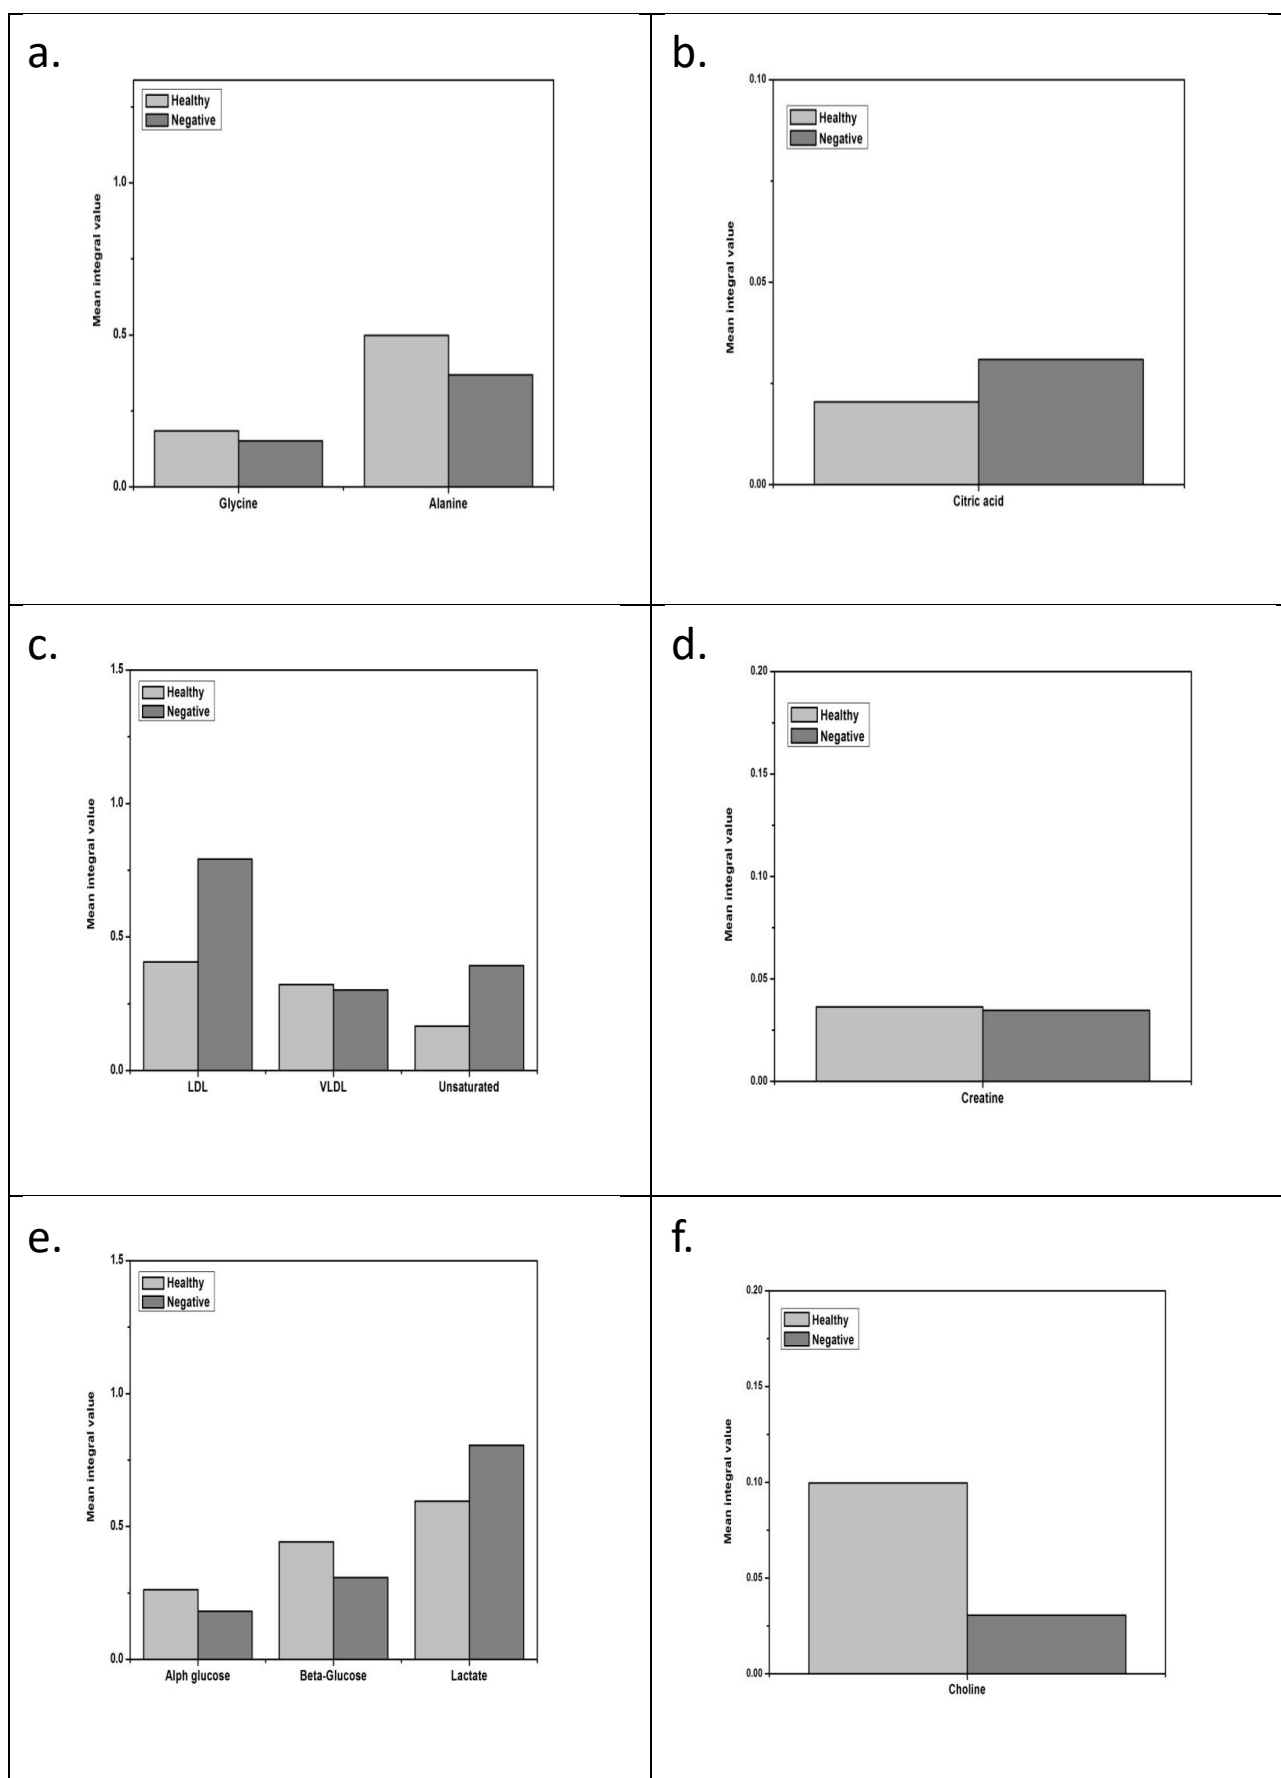 a.
Healthy
Negative
Mean integral value
1.0
0.5
0.0
Glycine Alanine
b.
0.10
Healthy
Negative
Mean integral value
0.05
0.00
Citric acid
c.
1.5
Healthy
Negative
Mean integral value
1.0
0.5
0.0
LDL VLDL Unsaturated
d.
0.20
Healthy
Negative
Mean integral value
0.15
0.10
0.05
0.00
Creatine
e.
1.5
Healthy
Negative
Mean integral value
1.0
0.5
0.0
Alph glucose Beta-Glucose Lactate
f.
0.20
Healthy
Negative
Mean integral value
0.15
0.10
0.05
0.00
Choline